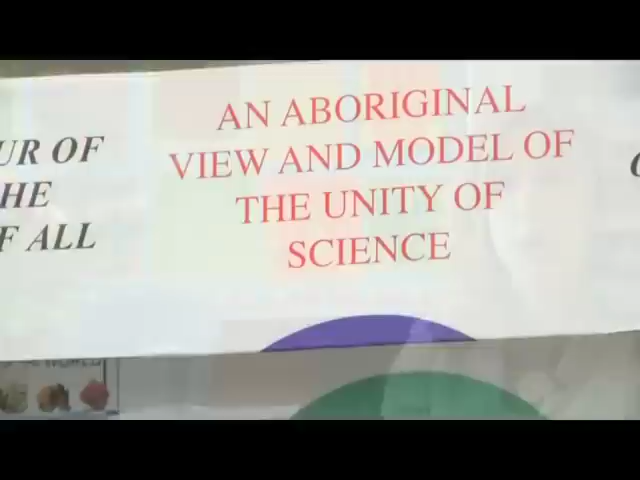 UR OF
HE
F ALL
AN ABORIGINAL
VIEW AND MODEL OF
THE UNITY OF
SCIENCE